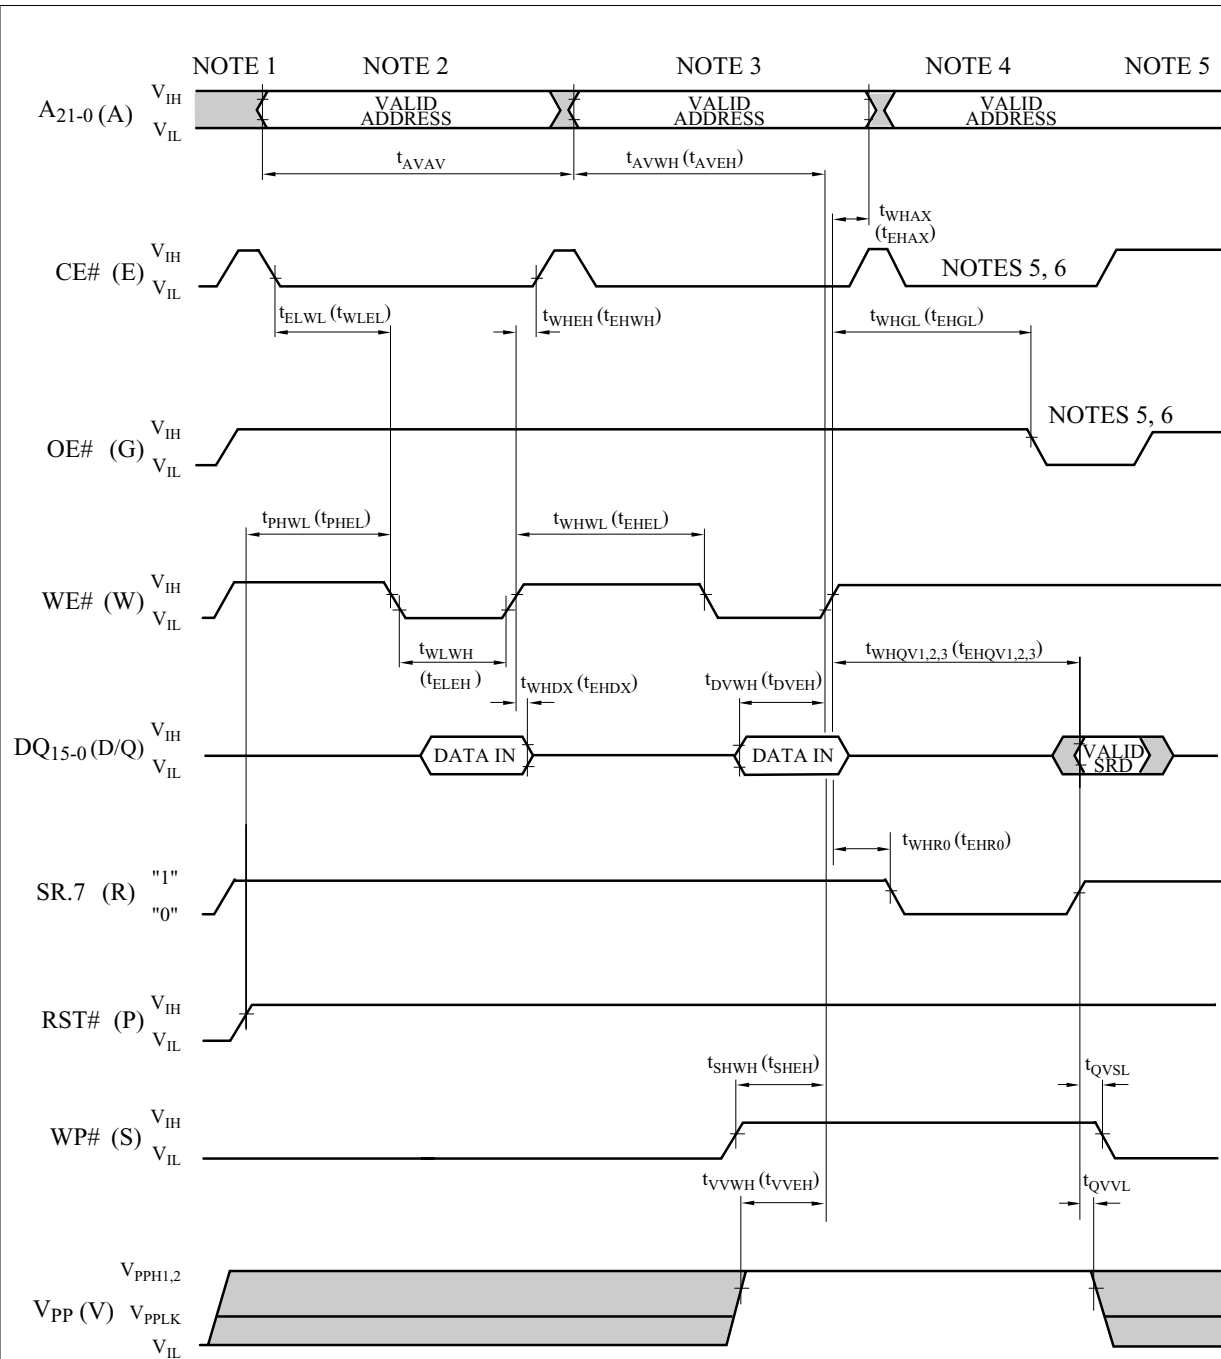 NOTE 1 NOTE 2 NOTE 3 NOTE 4 NOTE 5
A21-0 (A) VIH VIL
VALID ADDRESS
VALID ADDRESS
VALID ADDRESS
tAVAV
tAVWH (tAVEH)
tWHAX
(tEHAX)
CE# (E) VIH VIL
NOTES 5, 6
tELWL (tWLEL)
tWHEH (tEHWH)
tWHGL (tEHGL)
OE# (G) VIH VIL
NOTES 5, 6
tPHWL (tPHEL)
tWHWL (tEHEL)
WE# (W) VIH VIL
tWLWH
(tELEH )
tWHDX (tEHDX)
tDVWH (tDVEH)
tWHQV1,2,3 (tEHQV1,2,3)
DQ15-0 (D/Q) VIH VIL
DATA IN
DATA IN
VALID SRD
tWHR0 (tEHR0)
SR.7 (R) "1" "0"
RST# (P) VIH VIL
tSHWH (tSHEH)
tQVSL
WP# (S) VIH VIL
tVVWH (tVVEH)
tQVVL
VPP (V) VPPH1,2 VPPLK VIL